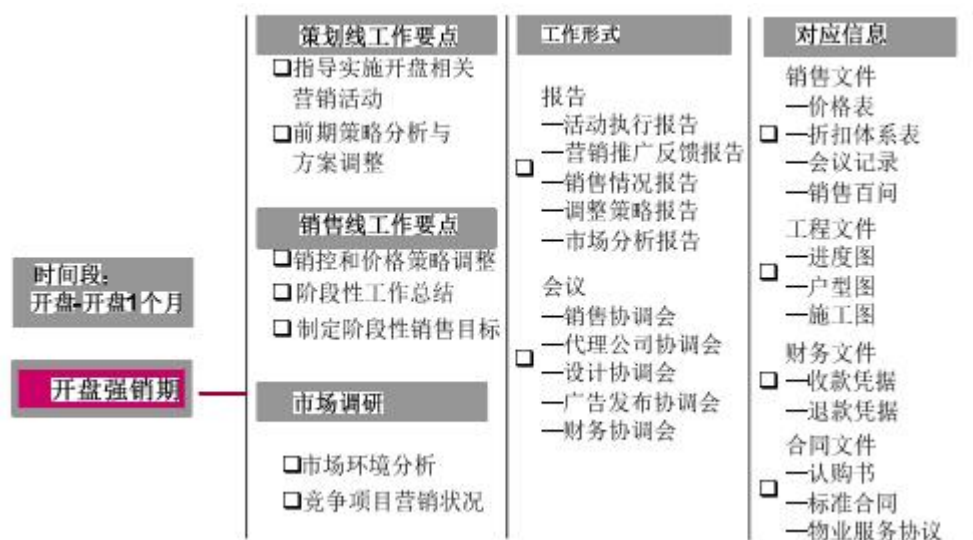 时间段:
开盘-开盘1个月
开盘强销期
策划线工作要点
指导实施开盘相关
营销活动
前期策略分析与
方案调整
销售线工作要点
销控和价格策略调整
阶段性工作总结
制定阶段性销售目标
市场调研
市场环境分析
竞争项目营销状况
工作形式
报告
—活动执行报告
—营销推广反馈报告
—销售情况报告
—调整策略报告
—市场分析报告
会议
—销售协调会
—代理公司协调会
—设计协调会
—广告发布协调会
—财务协调会
对应信息
销售文件
—价格表
—折扣体系表
—会议记录
—销售百问
工程文件
—进度图
—户型图
—施工图
财务文件
—收款凭据
—退款凭据
合同文件
—认购书
—标准合同
—物业服务协议